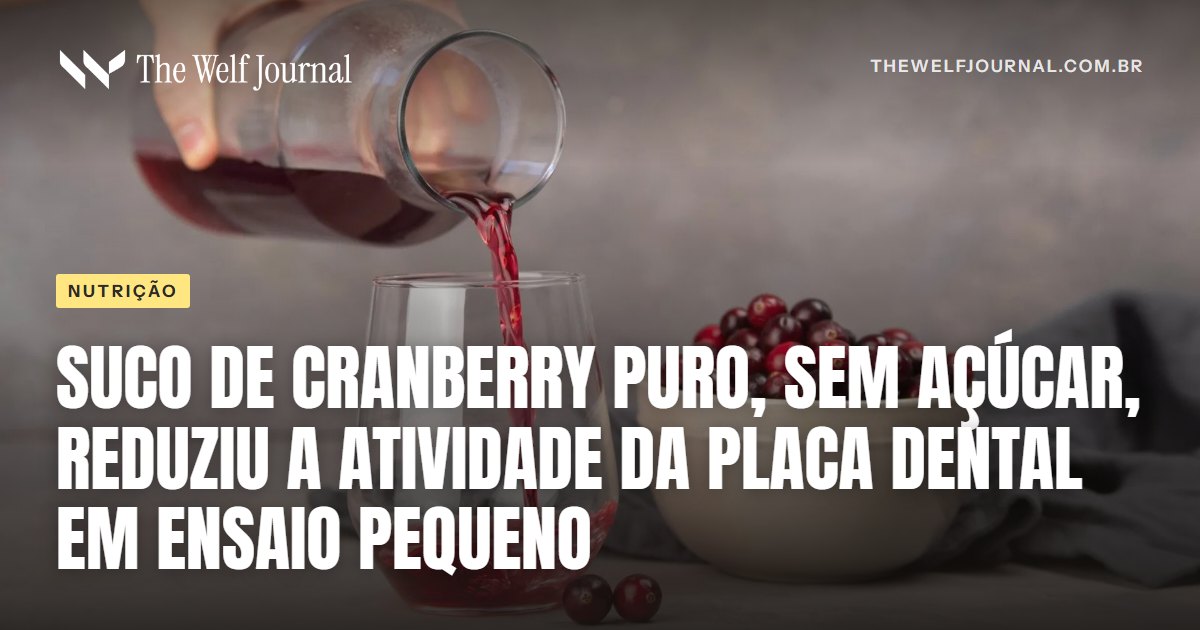 The Welf Journal
THEWELFJOURNAL.COM.BR
NUTRIÇÃO
SUCO DE CRANBERRY PURO, SEM AÇÚCAR,
REDUZIU A ATIVIDADE DA PLACA DENTAL
EM ENSAIO PEQUENO